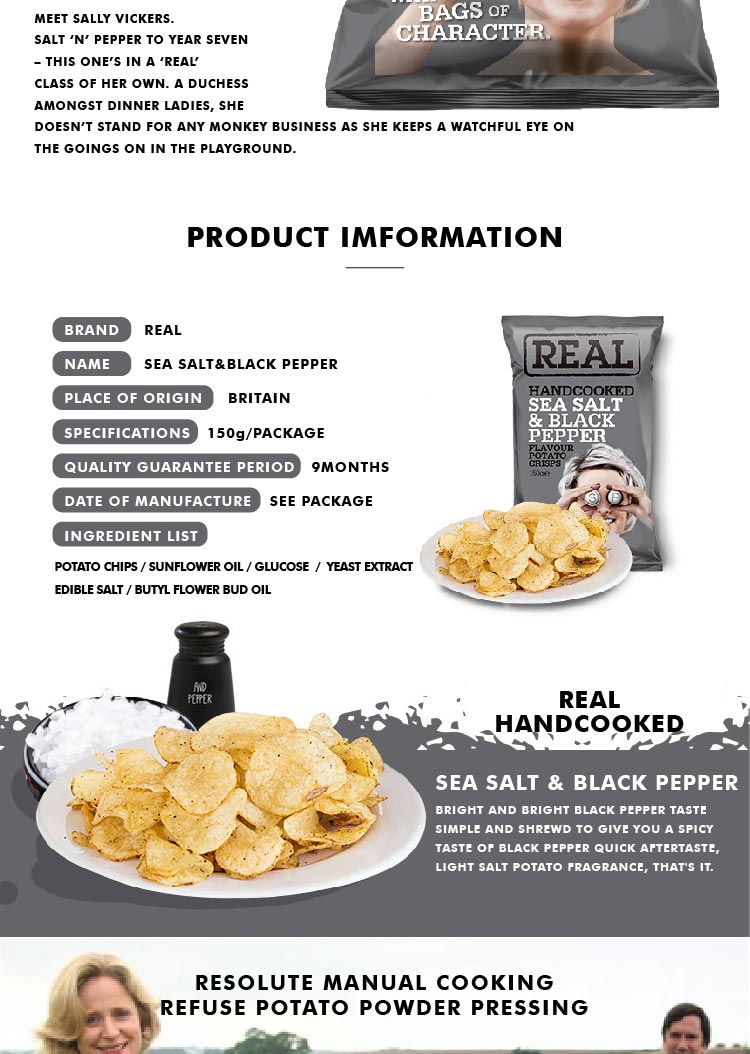 BAGS OF
CHARACTER.
MEET SALLY VICKERS.
SALT ‘N’ PEPPER TO YEAR SEVEN
– THIS ONE’S IN A ‘REAL’
CLASS OF HER OWN. A DUCHESS
AMONGST DINNER LADIES, SHE
DOESN’T STAND FOR ANY MONKEY BUSINESS AS SHE KEEPS A WATCHFUL EYE ON
THE GOINGS ON IN THE PLAYGROUND.
PRODUCT IMFORMATION
BRAND REAL
NAME SEA SALT&BLACK PEPPER
PLACE OF ORIGIN BRITAIN
SPECIFICATIONS 150g/PACKAGE
QUALITY GUARANTEE PERIOD 9MONTHS
DATE OF MANUFACTURE SEE PACKAGE
INGREDIENT LIST
POTATO CHIPS / SUNFLOWER OIL / GLUCOSE / YEAST EXTRACT
EDIBLE SALT / BUTYL FLOWER BUD OIL
REAL
HANDCOOKED
SEA SALT
& BLACK
PEPPER
FLAVOUR
POTATO
CRISPS
150g e
S P
AND
PEPPER
REAL
HANDCOOKED
SEA SALT & BLACK PEPPER
BRIGHT AND BRIGHT BLACK PEPPER TASTE
SIMPLE AND SHREWD TO GIVE YOU A SPICY
TASTE OF BLACK PEPPER QUICK AFTERTASTE,
LIGHT SALT POTATO FRAGRANCE, THAT'S IT.
RESOLUTE MANUAL COOKING
REFUSE POTATO POWDER PRESSING